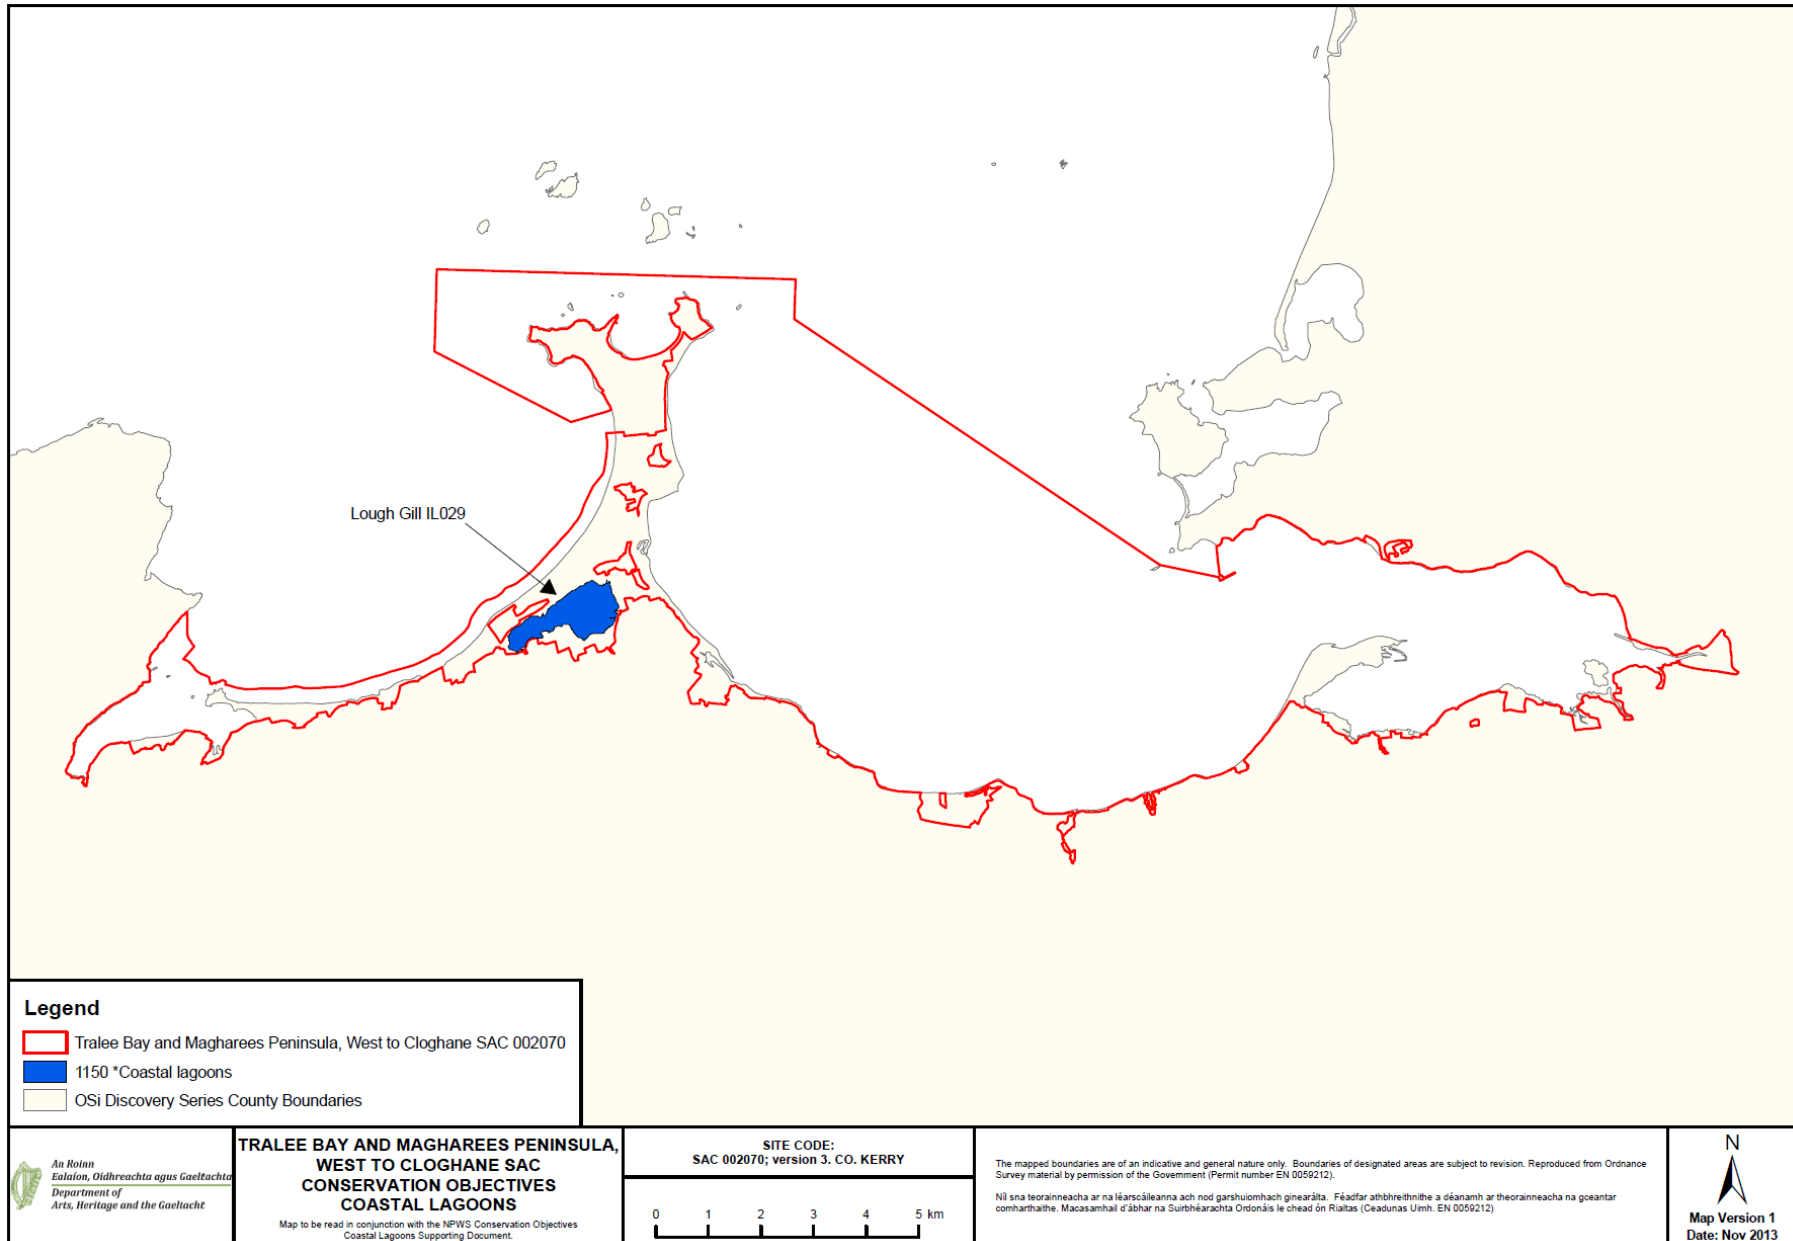 Lough Gill IL029
Legend
Tralee Bay and Magharees Peninsula, West to Cloghane SAC 002070
1150 *Coastal lagoons
OSi Discovery Series County Boundaries
An Roinn
Ealaíon, Oidhreachta agus Gaeltachta
Department of
Arts, Heritage and the Gaeltacht
TRALEE BAY AND MAGHAREES PENINSULA,
WEST TO CLOGHANE SAC
CONSERVATION OBJECTIVES
COASTAL LAGOONS
Map to be read in conjunction with the NPWS Conservation Objectives
Coastal Lagoons Supporting Document.
SITE CODE:
SAC 002070; version 3. CO. KERRY
0 1 2 3 4 5 km
The mapped boundaries are of an indicative and general nature only. Boundaries of designated areas are subject to revision. Reproduced from Ordnance
Survey material by permission of the Government (Permit number EN 0059212).
Níl sna teorainneacha ar na léarscáileanna ach nod garshuiomhach ginearálta. Féadfar athbhreithnithe a déanamh ar theorainneacha na gceantar
comharthaithe. Macasamhail d'ábhar na Suirbhéarachta Ordonáis le chead ón Rialtas (Ceadunas Uimh. EN 0059212)
N
Map Version 1
Date: Nov 2013